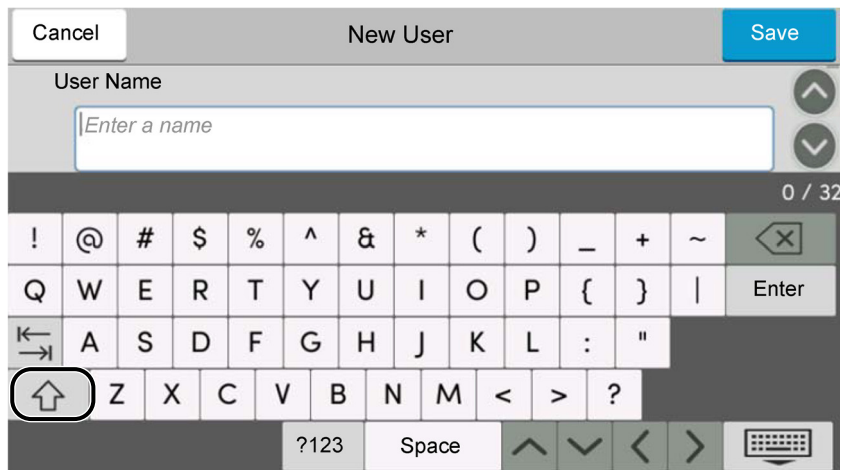 Cancel New User Save
User Name
Enter a name
0 / 32
! @ # $ % ^ & * ( ) _ + ~
Q W E R T Y U I O P { } | Enter
A S D F G H J K L : "
Z X C V B N M < > ?
?123 Space